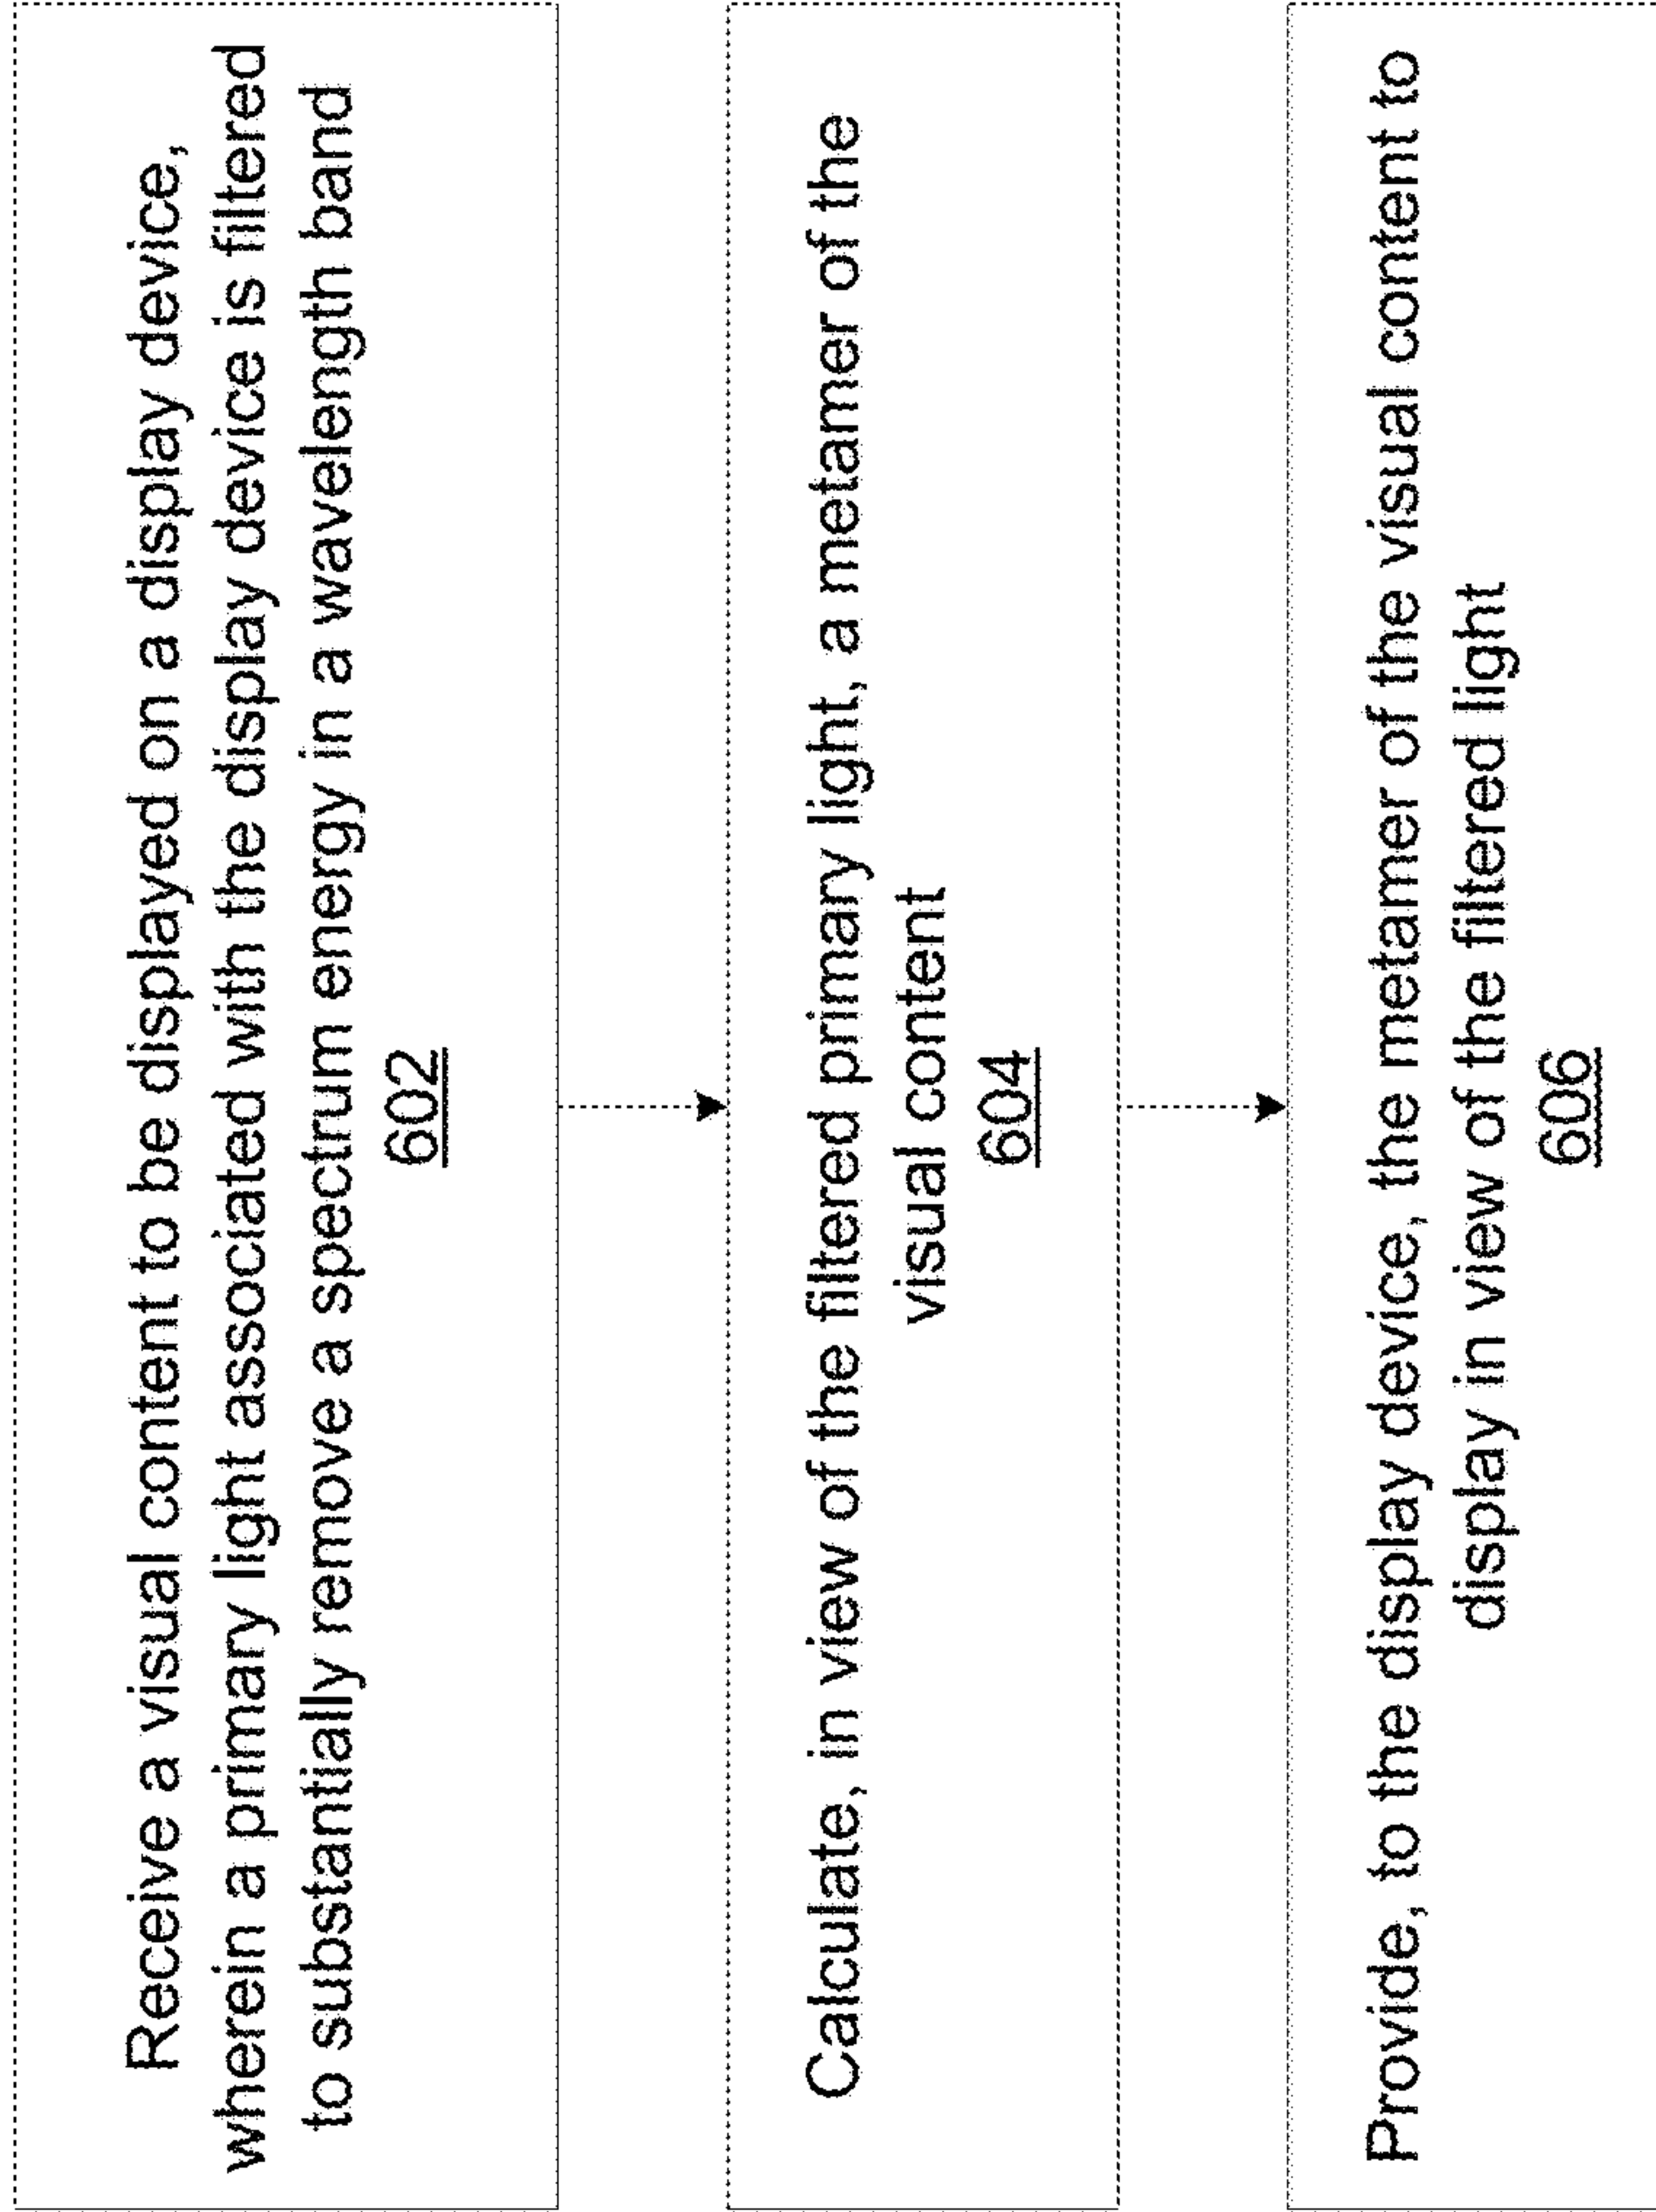 Receive a visual content to be displayed on a display device,
wherein a primary light associated with the display device is filtered
to substantially remove a spectrum energy in a wavelength band
602
Calculate, in view of the filtered primary light, a metamer of the
visual content
604
Provide, to the display device, the metamer of the visual content to
display in view of the filtered light
606